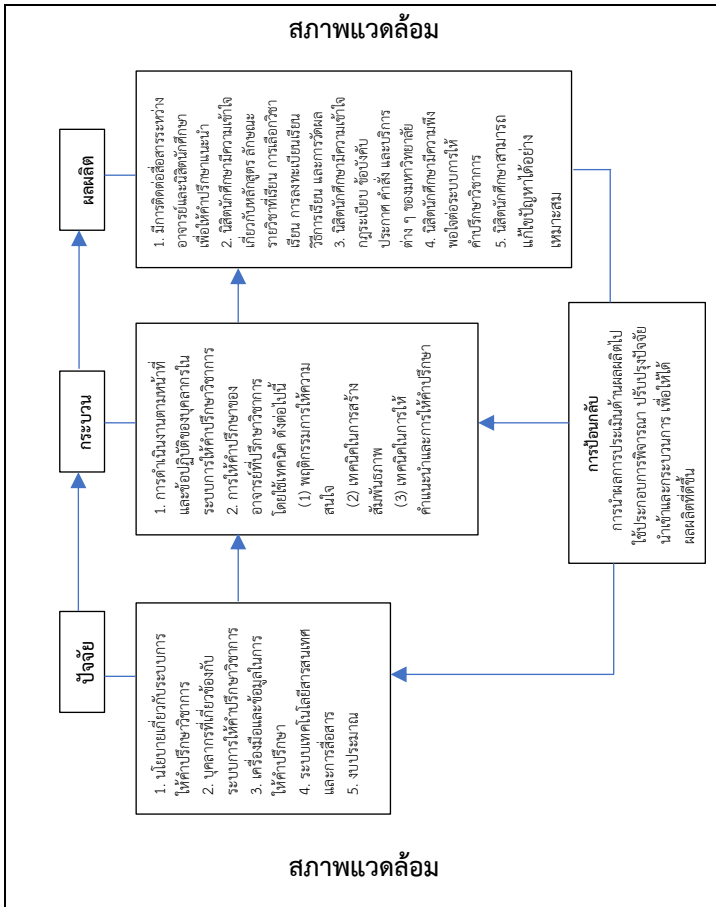 สภาพแวดล้อม
ปัจจัย
1. นโยบายเกี่ยวกับระบบการ
ให้คำปรึกษาวิชาการ
2. บุคลากรที่เกี่ยวข้องกับ
ระบบการให้คำปรึกษาวิชาการ
3. เครื่องมือและข้อมูลในการ
ให้คำปรึกษา
4. ระบบเทคโนโลยีสารสนเทศ
และการสื่อสาร
5. งบประมาณ
กระบวน
1. การดำเนินงานตามหน้าที่
และข้อปฏิบัติของบุคลากรใน
ระบบการให้คำปรึกษาวิชาการ
2. การให้คำปรึกษาของ
อาจารย์ที่ปรึกษาวิชาการ
โดยใช้เทคนิค ดังต่อไปนี้
(1) พฤติกรรมการให้ความ
สนใจ
(2) เทคนิคในการสร้าง
สัมพันธภาพ
(3) เทคนิคในการให้
คำแนะนำและการให้คำปรึกษา
ผลผลิต
1. มีการติดต่อสื่อสารระหว่าง
อาจารย์และนิสิตนักศึกษา
เพื่อให้คำปรึกษาแนะนำ
2. นิสิตนักศึกษามีความเข้าใจ
เกี่ยวกับหลักสูตร ลักษณะ
รายวิชาที่เรียน การเลือกวิชา
เรียน การลงทะเบียนเรียน
วิธีการเรียน และการวัดผล
3. นิสิตนักศึกษามีความเข้าใจ
กฎระเบียบ ข้อบังคับ
ประกาศ คำสั่ง และบริการ
ต่าง ๆ ของมหาวิทยาลัย
4. นิสิตนักศึกษามีความพึง
พอใจต่อระบบการให้
คำปรึกษาวิชาการ
5. นิสิตนักศึกษาสามารถ
แก้ไขปัญหาได้อย่าง
เหมาะสม
การป้อนกลับ
การนำผลการประเมินด้านผลผลิตไป
ใช้ประกอบการพิจารณา ปรับปรุงปัจจัย
นำเข้าและกระบวนการ เพื่อให้ได้
ผลผลิตที่ดีขึ้น
สภาพแวดล้อม